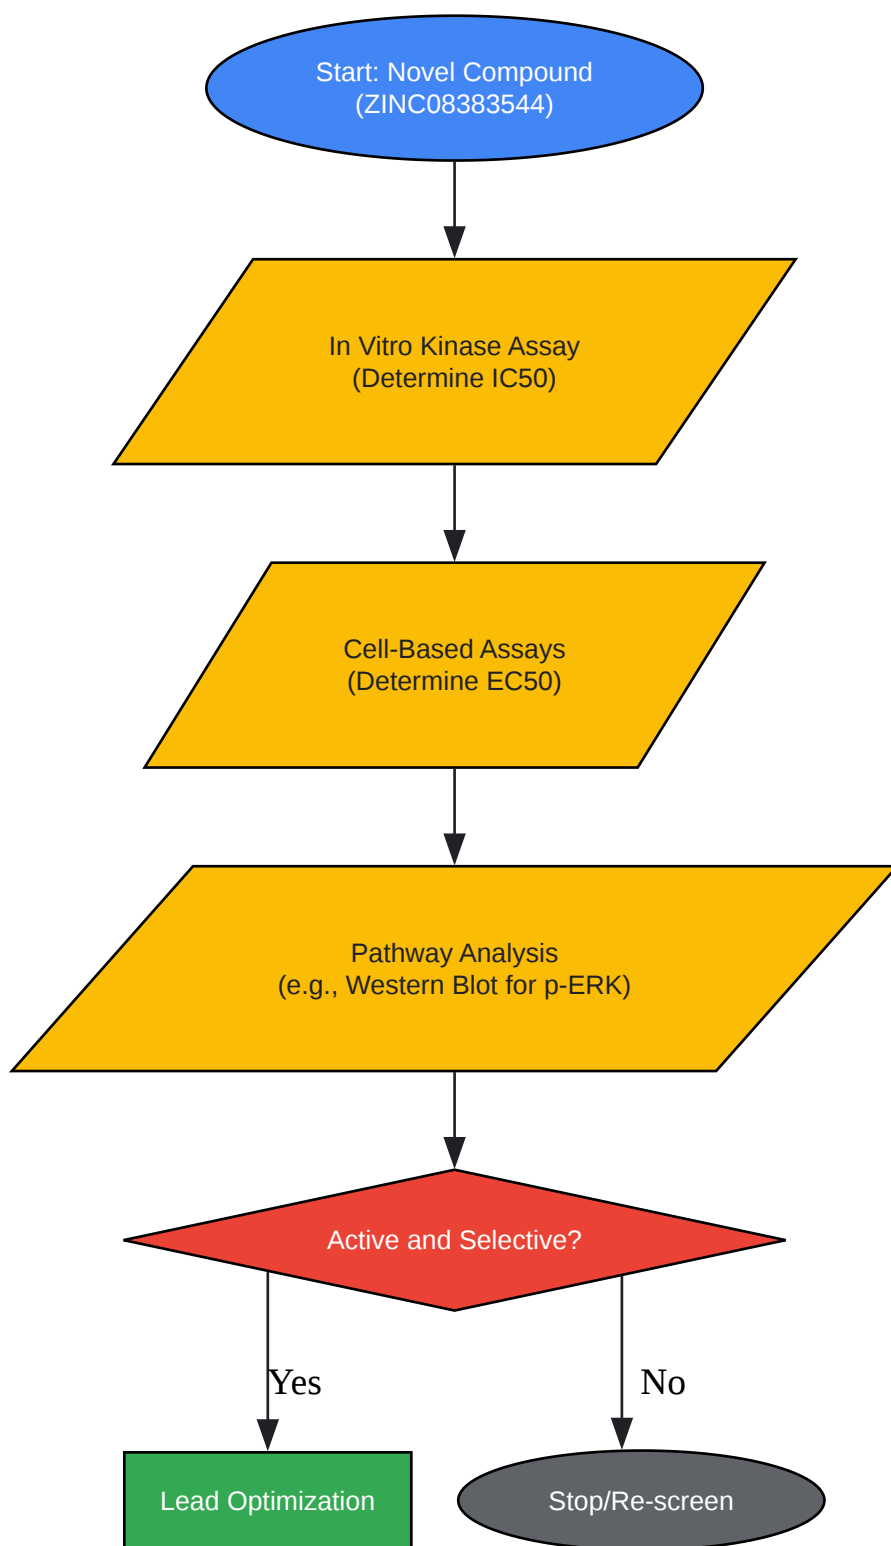 Start: Novel Compound
(ZINC08383544)
In Vitro Kinase Assay
(Determine IC50)
Cell-Based Assays
(Determine EC50)
Pathway Analysis
(e.g., Western Blot for p-ERK)
Active and Selective?
Yes
No
Lead Optimization
Stop/Re-screen